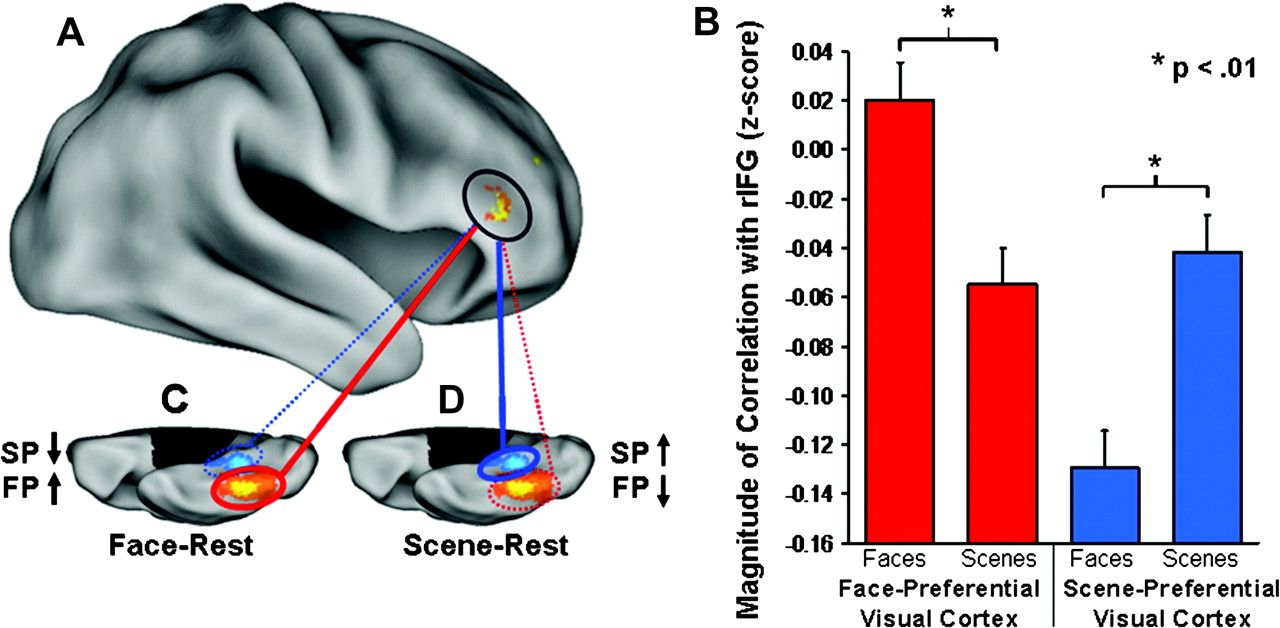 A
C
D
SP ↓
FP ↑
SP ↑
FP ↓
Face-Rest
Scene-Rest
B
Magnitude of Correlation with rIFG (z-score)
0.04
0.02
0.00
-0.02
-0.04
-0.06
-0.08
-0.10
-0.12
-0.14
-0.16
*
* p < .01
*
Faces Scenes Faces Scenes
Face-Preferential Scene-Preferential
Visual Cortex Visual Cortex